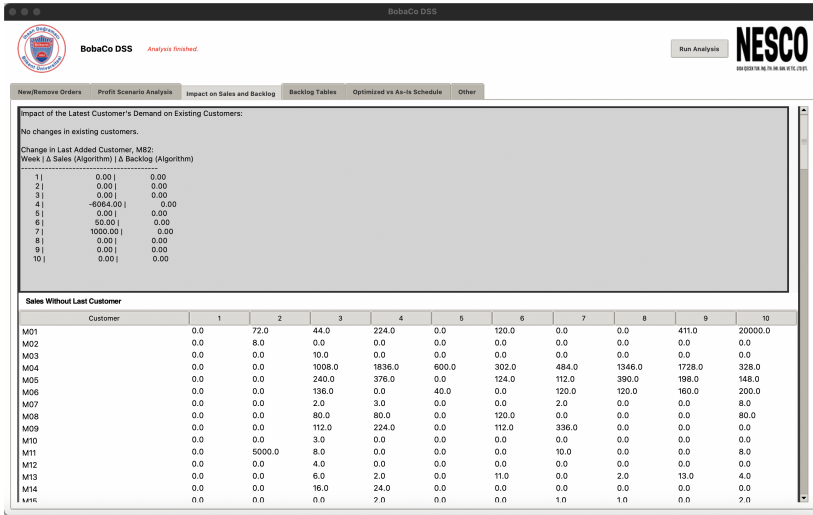 BobaCo DSS
BobaCo DSS
Analysis finished.
Run Analysis
NESCO
New/Remove Orders
Profit Scenario Analysis
Impact on Sales and Backlog
Backlog Tables
Optimized vs As-Is Schedule
Other
Impact of the Latest Customer's Demand on Existing Customers:
No changes in existing customers.
Change in Last Added Customer, M82:
Week | Δ Sales (Algorithm) | Δ Backlog (Algorithm)
----------------------------------------
1 | 0.00 | 0.00
2 | 0.00 | 0.00
3 | 0.00 | 0.00
4 | -6064.00 | 0.00
5 | 0.00 | 0.00
6 | 50.00 | 0.00
7 | 1000.00 | 0.00
8 | 0.00 | 0.00
9 | 0.00 | 0.00
10 | 0.00 | 0.00
Sales Without Last Customer
Customer 1 2 3 4 5 6 7 8 9 10
M01 0.0 72.0 44.0 224.0 0.0 120.0 0.0 0.0 411.0 20000.0
M02 0.0 8.0 0.0 0.0 0.0 0.0 0.0 0.0 0.0 0.0
M03 0.0 0.0 10.0 0.0 0.0 0.0 0.0 0.0 0.0 0.0
M04 0.0 0.0 1008.0 1836.0 600.0 302.0 484.0 1346.0 1728.0 328.0
M05 0.0 0.0 240.0 376.0 0.0 124.0 112.0 390.0 198.0 148.0
M06 0.0 0.0 136.0 0.0 40.0 0.0 120.0 120.0 160.0 200.0
M07 0.0 0.0 2.0 3.0 0.0 0.0 2.0 0.0 0.0 8.0
M08 0.0 0.0 80.0 80.0 0.0 120.0 0.0 0.0 0.0 80.0
M09 0.0 0.0 112.0 224.0 0.0 112.0 336.0 0.0 0.0 0.0
M10 0.0 0.0 3.0 0.0 0.0 0.0 0.0 0.0 0.0 0.0
M11 0.0 5000.0 8.0 0.0 0.0 0.0 10.0 0.0 0.0 8.0
M12 0.0 0.0 4.0 0.0 0.0 0.0 0.0 0.0 0.0 0.0
M13 0.0 0.0 6.0 2.0 0.0 11.0 0.0 2.0 13.0 4.0
M14 0.0 0.0 16.0 24.0 0.0 0.0 0.0 0.0 0.0 0.0
M15 0.0 0.0 0.0 2.0 0.0 0.0 1.0 1.0 0.0 2.0